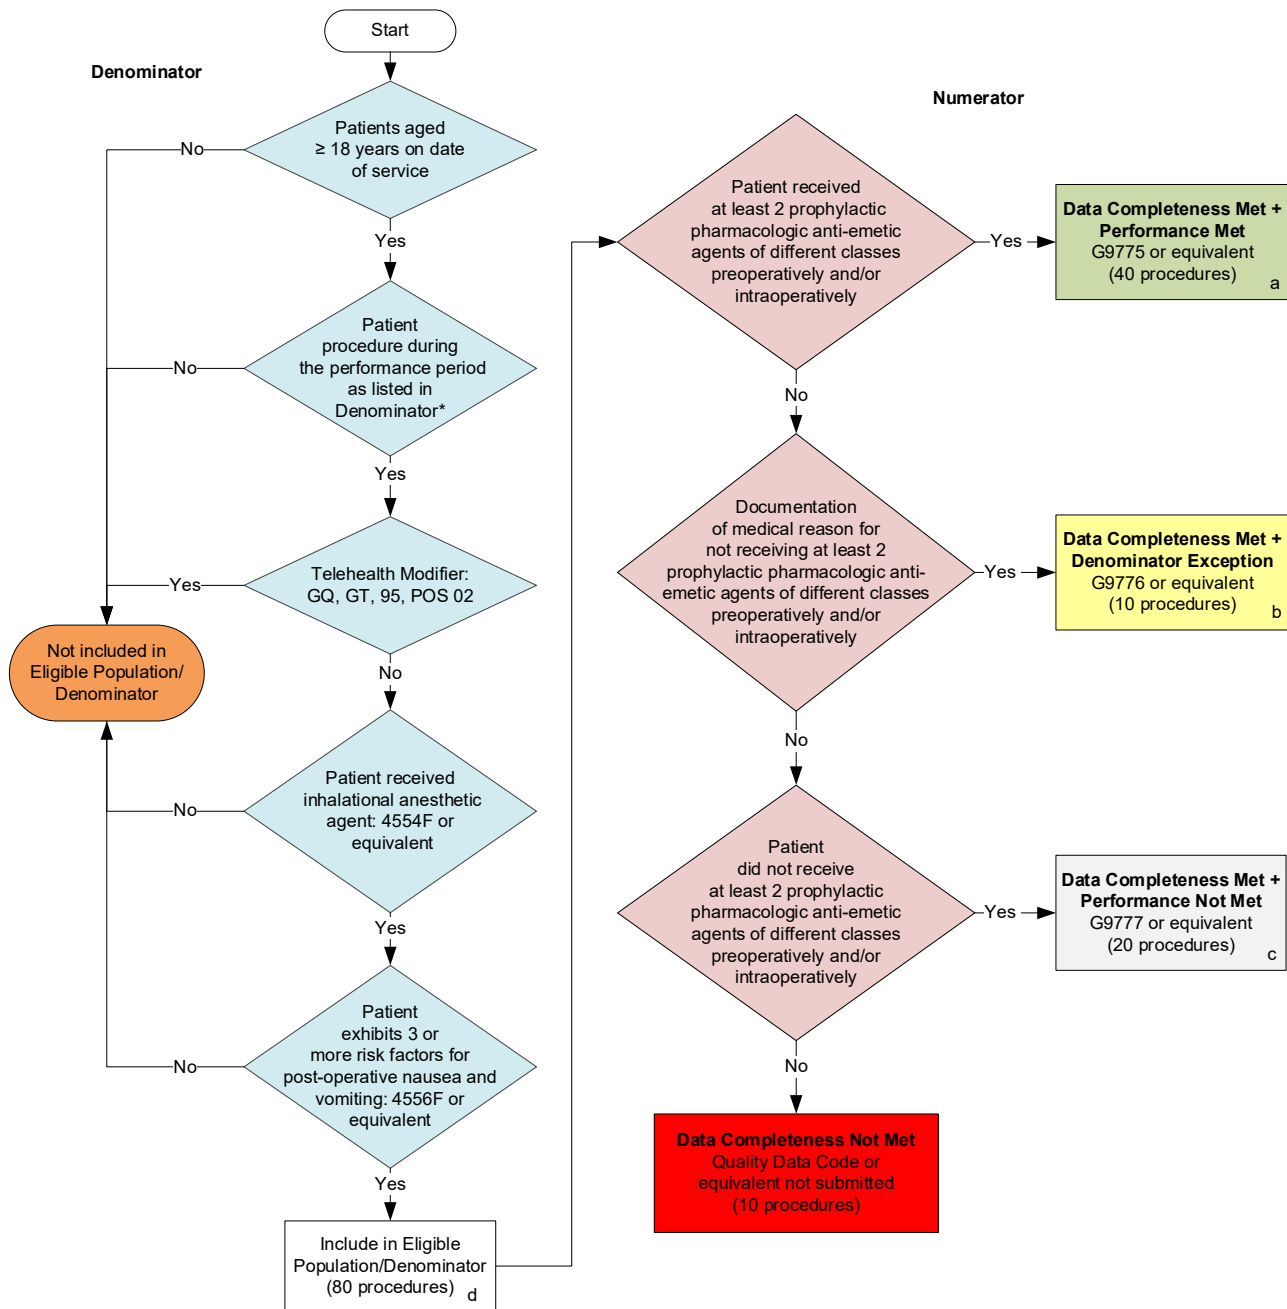 Start
Denominator
Patients aged
≥ 18 years on date
of service
No
Yes
Patient
procedure during
the performance period
as listed in
Denominator*
No
Yes
Telehealth Modifier:
GQ, GT, 95, POS 02
Yes
No
Not included in
Eligible Population/
Denominator
Patient received
inhalational anesthetic
agent: 4554F or
equivalent
No
Yes
Patient
exhibits 3 or
more risk factors for
post-operative nausea and
vomiting: 4556F or
equivalent
No
Yes
Include in Eligible
Population/Denominator
(80 procedures)
d
Numerator
Patient received
at least 2 prophylactic
pharmacologic anti-emetic
agents of different classes
preoperatively and/or
intraoperatively
Yes
Data Completeness Met +
Performance Met
G9775 or equivalent
(40 procedures)
a
No
Documentation
of medical reason for
not receiving at least 2
prophylactic pharmacologic anti-
emetic agents of different classes
preoperatively and/or
intraoperatively
Yes
Data Completeness Met +
Denominator Exception
G9776 or equivalent
(10 procedures)
b
No
Patient
did not receive
at least 2 prophylactic
pharmacologic anti-emetic
agents of different classes
preoperatively and/or
intraoperatively
Yes
Data Completeness Met +
Performance Not Met
G9777 or equivalent
(20 procedures)
c
No
Data Completeness Not Met
Quality Data Code or
equivalent not submitted
(10 procedures)